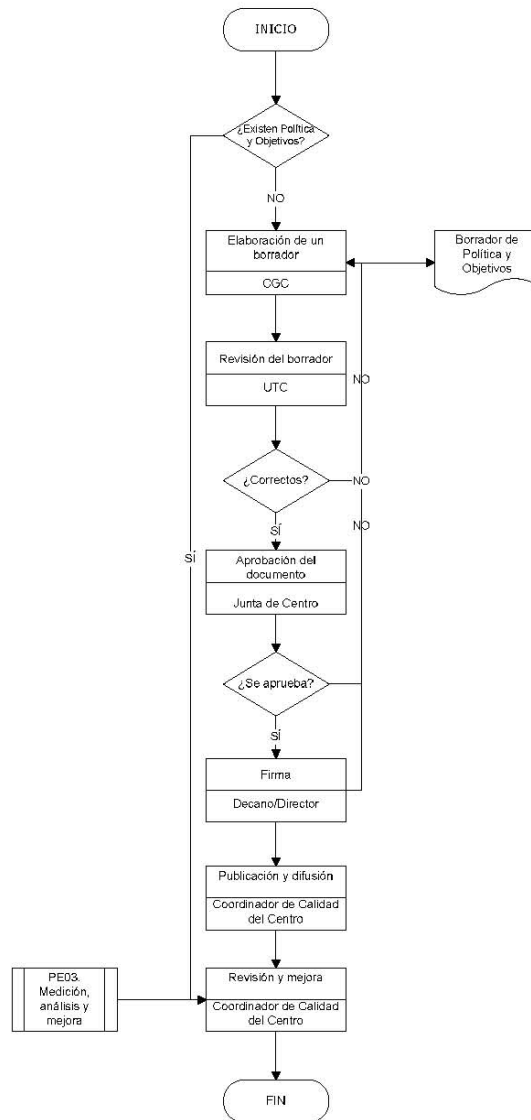 INICIO
¿Existen Política
y Objetivos?
NO
Elaboración de un
borrador
CGC
Borrador de
Política y
Objetivos
Revisión del borrador
UTC
NO
¿Correctos?
NO
NO
SÍ
SÍ
Aprobación del
documento
Junta de Centro
¿Se aprueba?
SÍ
Firma
Decano/Director
Publicación y difusión
Coordinador de Calidad
del Centro
PE03.
Medición,
análisis y
mejora
Revisión y mejora
Coordinador de Calidad
del Centro
FIN